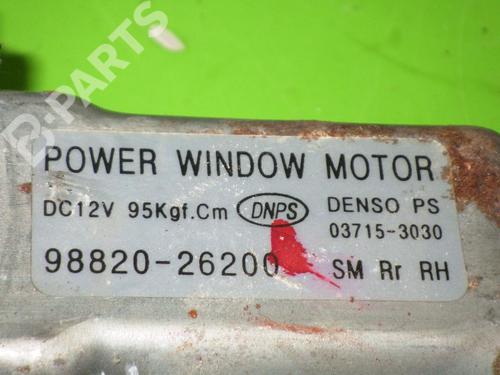 B-PARTS
POWER WINDOW MOTOR
DC12V 95Kgf.Cm DNPS DENSO PS
03715-3030
98820-26200 SM Rr RH